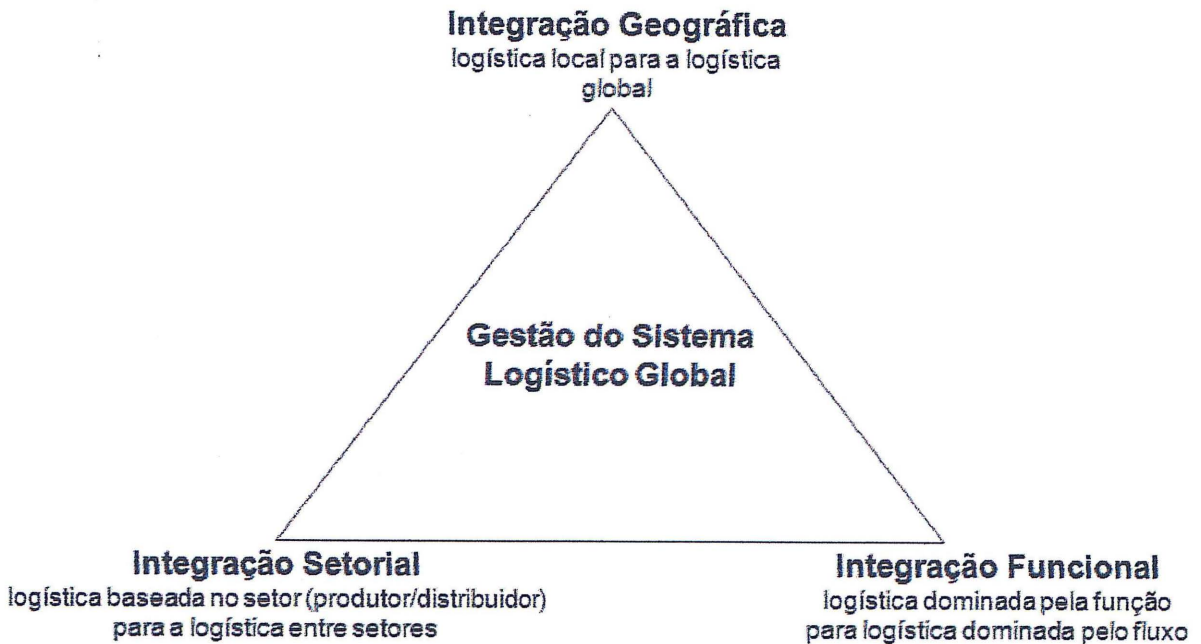 Integração Geográfica
logística local para a logística
global
Gestão do Sistema
Logístico Global
Integração Setorial
logística baseada no setor (produtor/distribuidor)
para a logística entre setores
Integração Funcional
logística dominada pela função
para logística dominada pelo fluxo